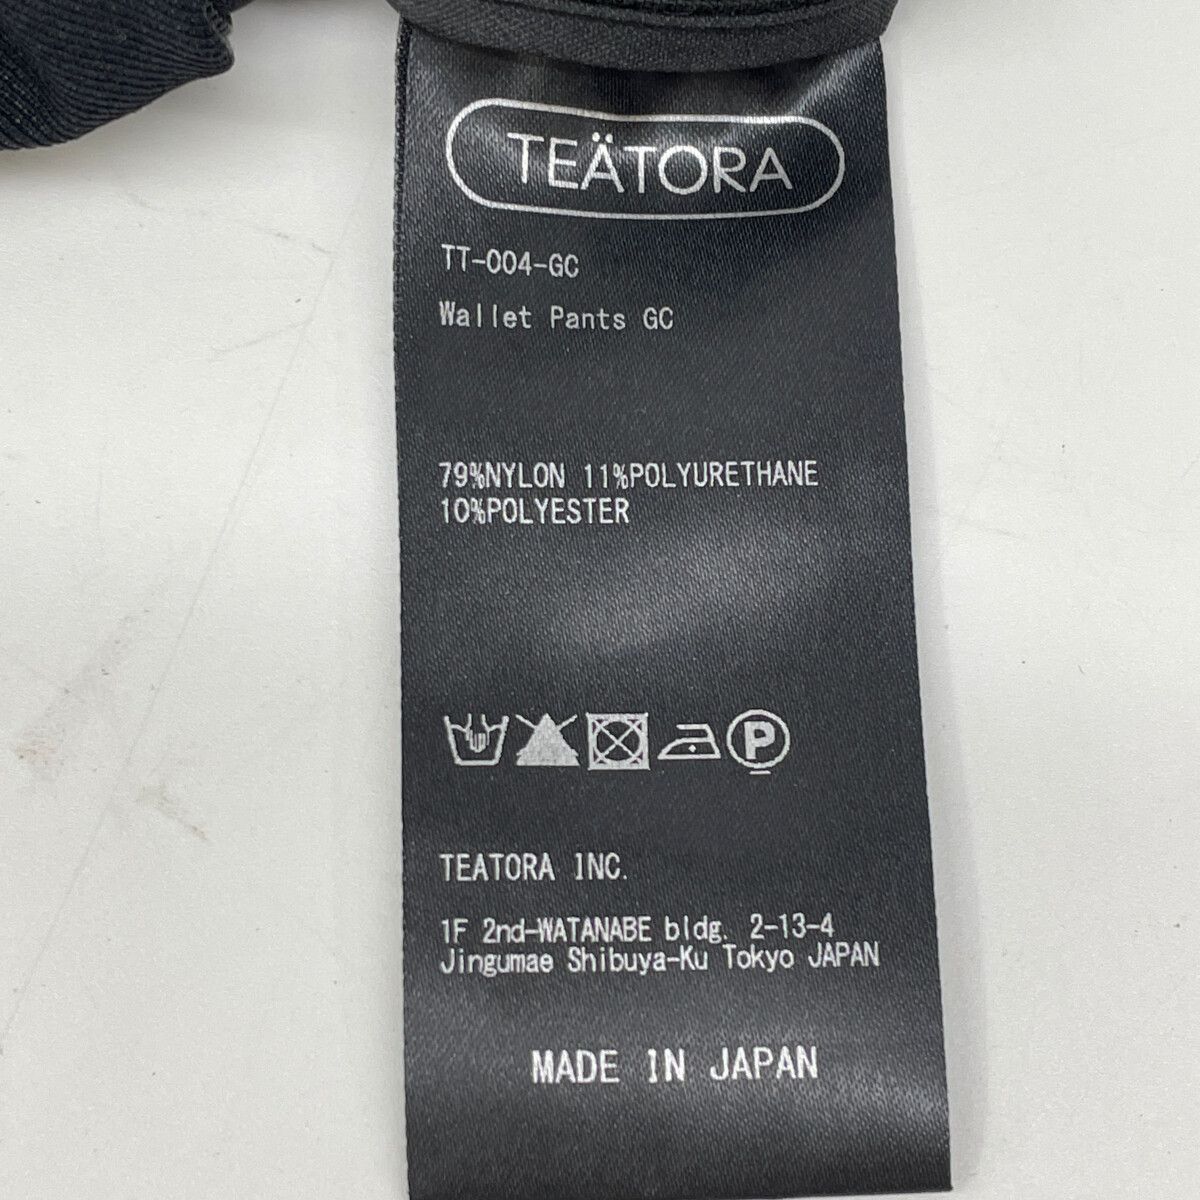 TEÄTORA
TT-004-GC
Wallet Pants GC
79%NYLON 11%POLYURETHANE
10%POLYESTER
P
TEATORA INC.
1F 2nd-WATANABE bldg. 2-13-4
Jingumae Shibuya-Ku Tokyo JAPAN
MADE IN JAPAN